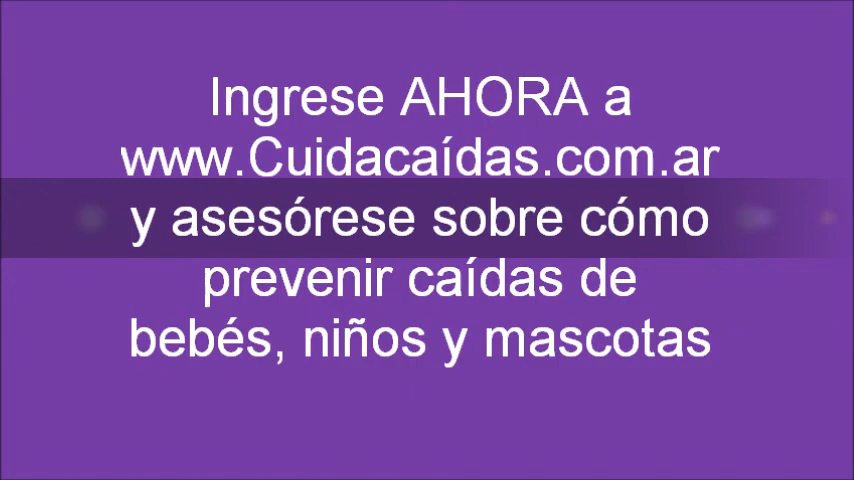 Ingrese AHORA a
www.Cuidacaídas.com.ar
y asesórese sobre cómo
prevenir caídas de
bebés, niños y mascotas